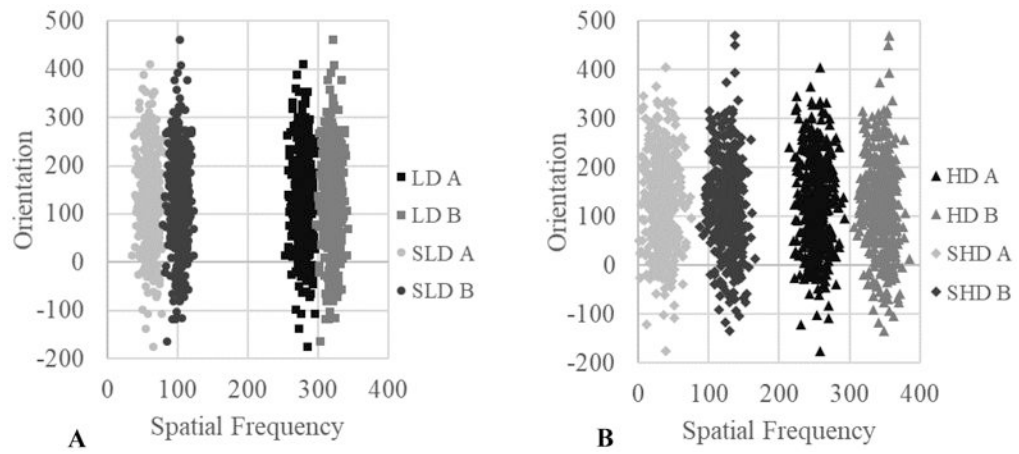 500
400
300
200
100
0
-100
-200
Orientation
0 100 200 300 400
Spatial Frequency
A
LD A
LD B
SLD A
SLD B
500
400
300
200
100
0
-100
-200
Orientation
0 100 200 300 400
Spatial Frequency
B
HD A
HD B
SHD A
SHD B